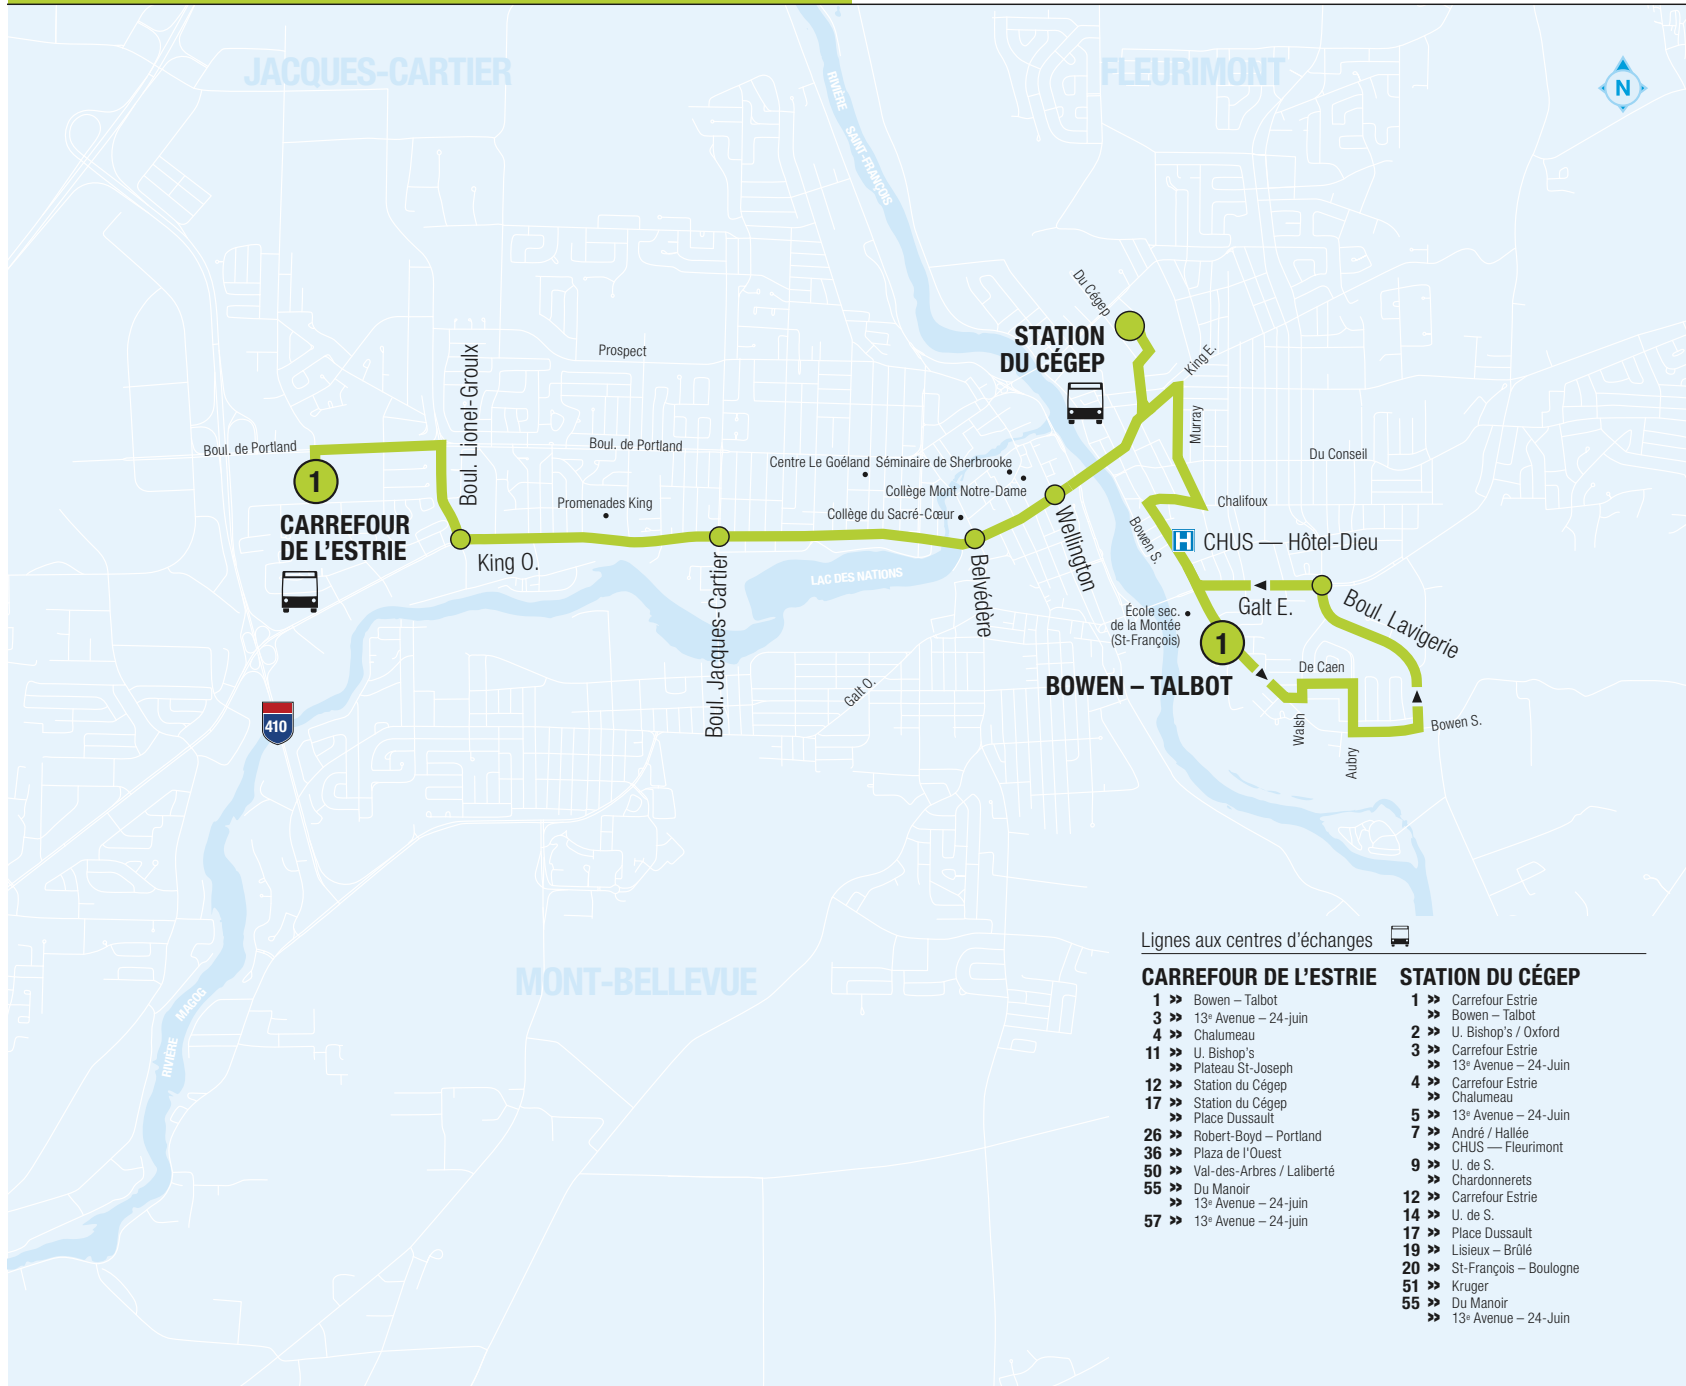 JACQUES-CARTIER
FLEURIMONT
N
RIVIÈRE SAINT-FRANÇOIS
Du Cégep
STATION
DU CÉGEP
King E.
Prospect
Boul. Lionel-Groulx
Murray
Boul. de Portland
Boul. de Portland
Du Conseil
1
Centre Le Goéland
Séminaire de Sherbrooke
Collège Mont Notre-Dame
Promenades King
Collège du Sacré-Cœur
Chalifoux
CARREFOUR
DE L'ESTRIE
Wellington
Bowen S.
H CHUS — Hôtel-Dieu
King O.
Boul. Jacques-Cartier
LAC DES NATIONS
Belvédère
Galt E.
Boul. Lavigerie
École sec.
de la Montée
(St-François)
1
De Caen
BOWEN – TALBOT
Galt O.
410
Walsh
Bowen S.
Aubry
MONT-BELLEVUE
RIVIÈRE MAGOG
Lignes aux centres d'échanges
CARREFOUR DE L'ESTRIE
1 » Bowen – Talbot
3 » 13e Avenue – 24-juin
4 » Chalumeau
11 » U. Bishop's
» Plateau St-Joseph
12 » Station du Cégep
17 » Station du Cégep
» Place Dussault
26 » Robert-Boyd – Portland
36 » Plaza de l'Ouest
50 » Val-des-Arbres / Laliberté
55 » Du Manoir
» 13e Avenue – 24-juin
57 » 13e Avenue – 24-juin
STATION DU CÉGEP
1 » Carrefour Estrie
» Bowen – Talbot
2 » U. Bishop's / Oxford
3 » Carrefour Estrie
» 13e Avenue – 24-Juin
4 » Carrefour Estrie
» Chalumeau
5 » 13e Avenue – 24-Juin
7 » André / Hallée
» CHUS — Fleurimont
9 » U. de S.
» Chardonnerets
12 » Carrefour Estrie
14 » U. de S.
17 » Place Dussault
19 » Lisieux – Brûlé
20 » St-François – Boulogne
51 » Kruger
55 » Du Manoir
» 13e Avenue – 24-Juin